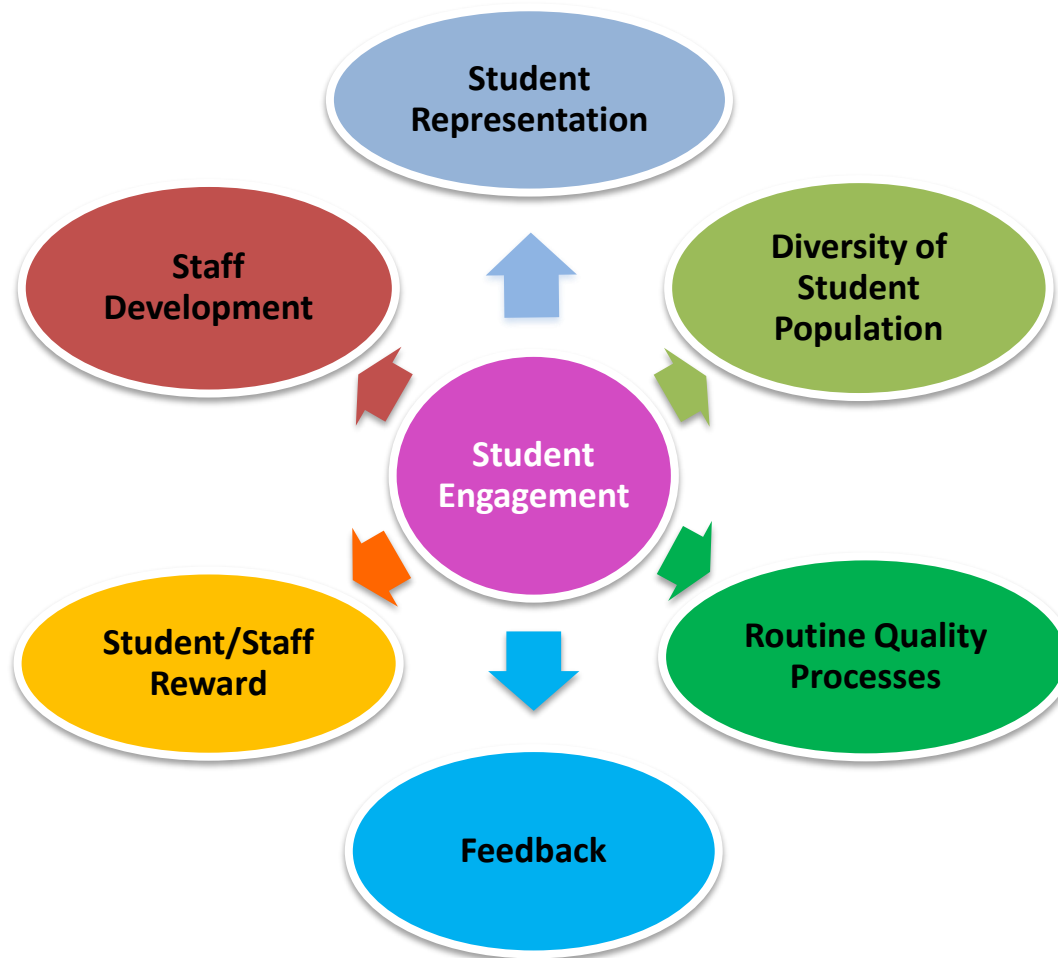 Student
Representation
Staff
Development
Diversity of
Student
Population
Student
Engagement
Student/Staff
Reward
Routine Quality
Processes
Feedback